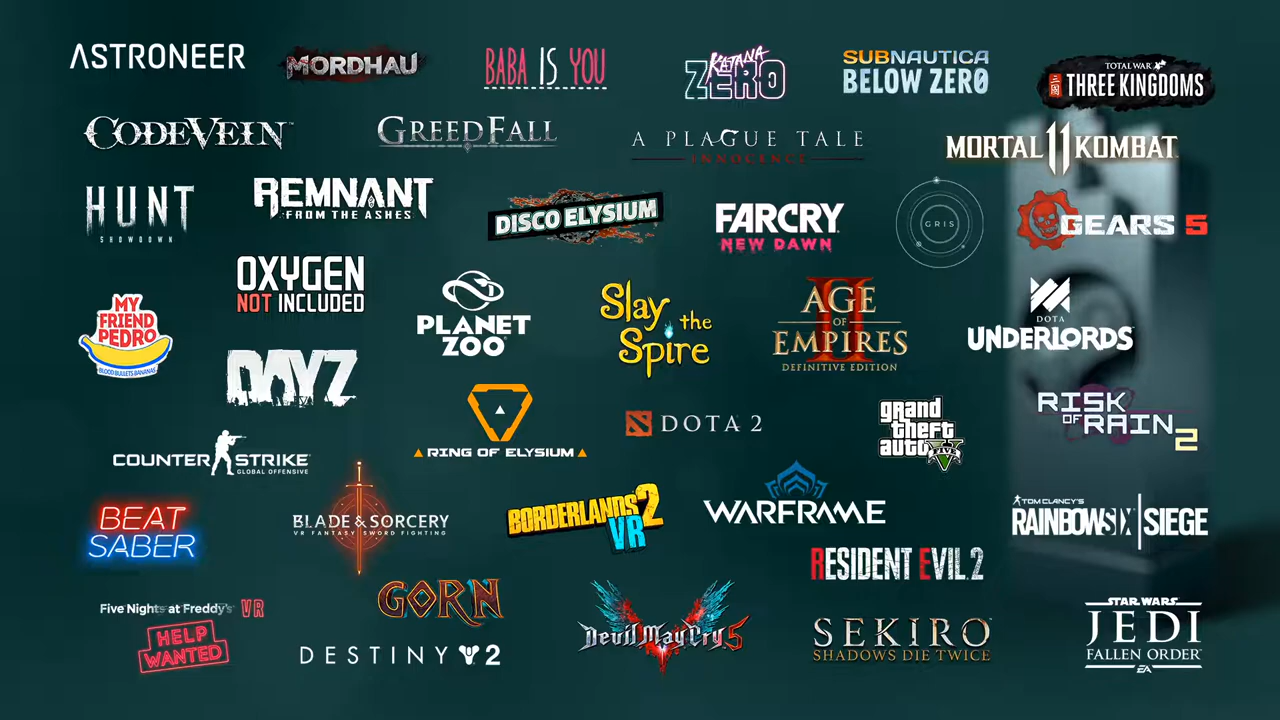 ASTRONEER
MORDHAU
BABA IS YOU
KATANA
ZERO
SUBNAUTICA
BELOW ZERO
TOTAL WAR
三国
THREE KINGDOMS
CODE VEIN
GREEDFALL
A PLAGUE TALE
INNOCENCE
MORTAL 11 KOMBAT
HUNT
SHOWDOWN
REMNANT
FROM THE ASHES
DISCO ELYSIUM
FARCRY
NEW DAWN
GRIS
GEARS 5
MY
FRIEND
PEDRO
BLOOD BULLETS BANANAS
OXYGEN
NOT INCLUDED
PLANET
ZOO
Slay
the
Spire
II
AGE
OF
EMPIRES
DEFINITIVE EDITION
DOTA
UNDERLORDS
DAYZ
RING OF ELYSIUM
DOTA 2
grand
theft
auto V
FIVE
RISK
OF RAIN 2
COUNTER STRIKE
GLOBAL OFFENSIVE
BEAT
SABER
BLADE & SORCERY
VR FANTASY SWORD FIGHTING
BORDERLANDS 2
VR
WARFRAME
TOM CLANCY'S
RAINBOW SIX | SIEGE
RESIDENT EVIL 2
Five Nights at Freddy's VR
HELP
WANTED
GORN
DESTINY 2
Devil May Cry 5
SEKIRO
SHADOWS DIE TWICE
STAR WARS
JEDI
FALLEN ORDER
EA